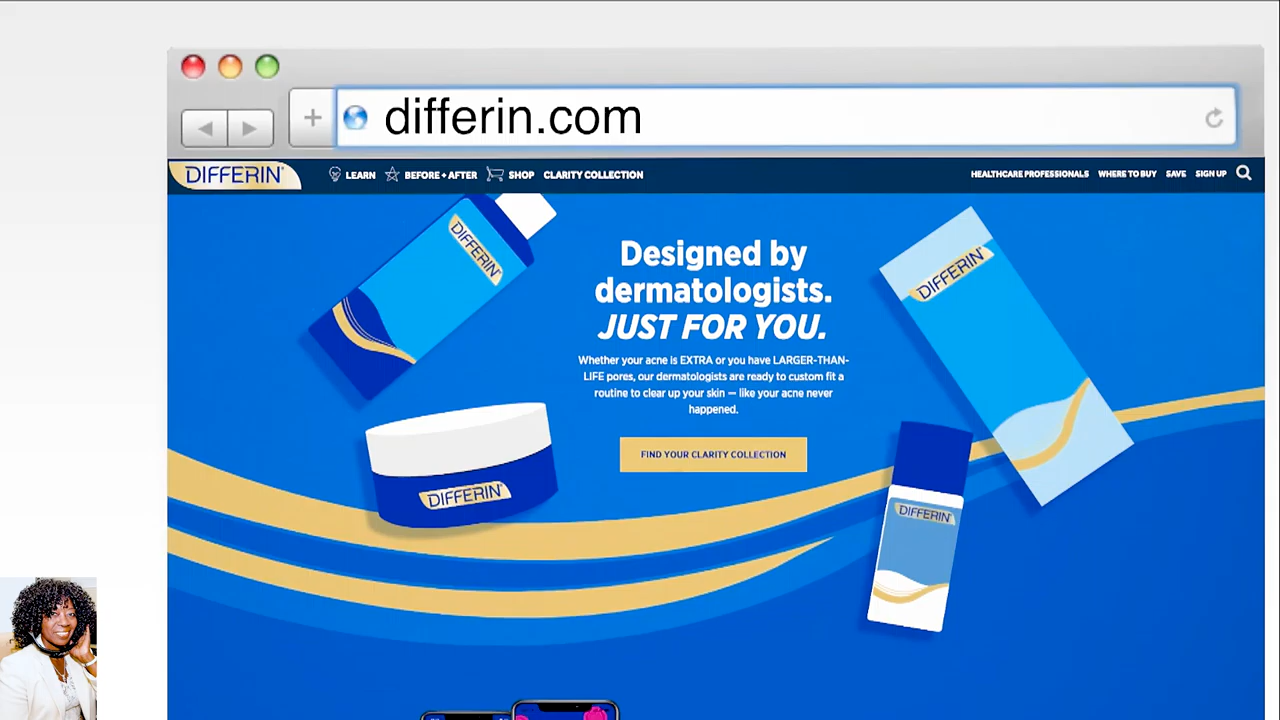 differin.com
DIFFERIN
LEARN BEFORE + AFTER SHOP CLARITY COLLECTION HEALTHCARE PROFESSIONALS WHERE TO BUY SAVE SIGN UP
DIFFERIN
DIFFERIN
Designed by
dermatologists.
JUST FOR YOU.
Whether your acne is EXTRA or you have LARGER-THAN-
LIFE pores, our dermatologists are ready to custom fit a
routine to clear up your skin — like your acne never
happened.
FIND YOUR CLARITY COLLECTION
DIFFERIN
DIFFERIN